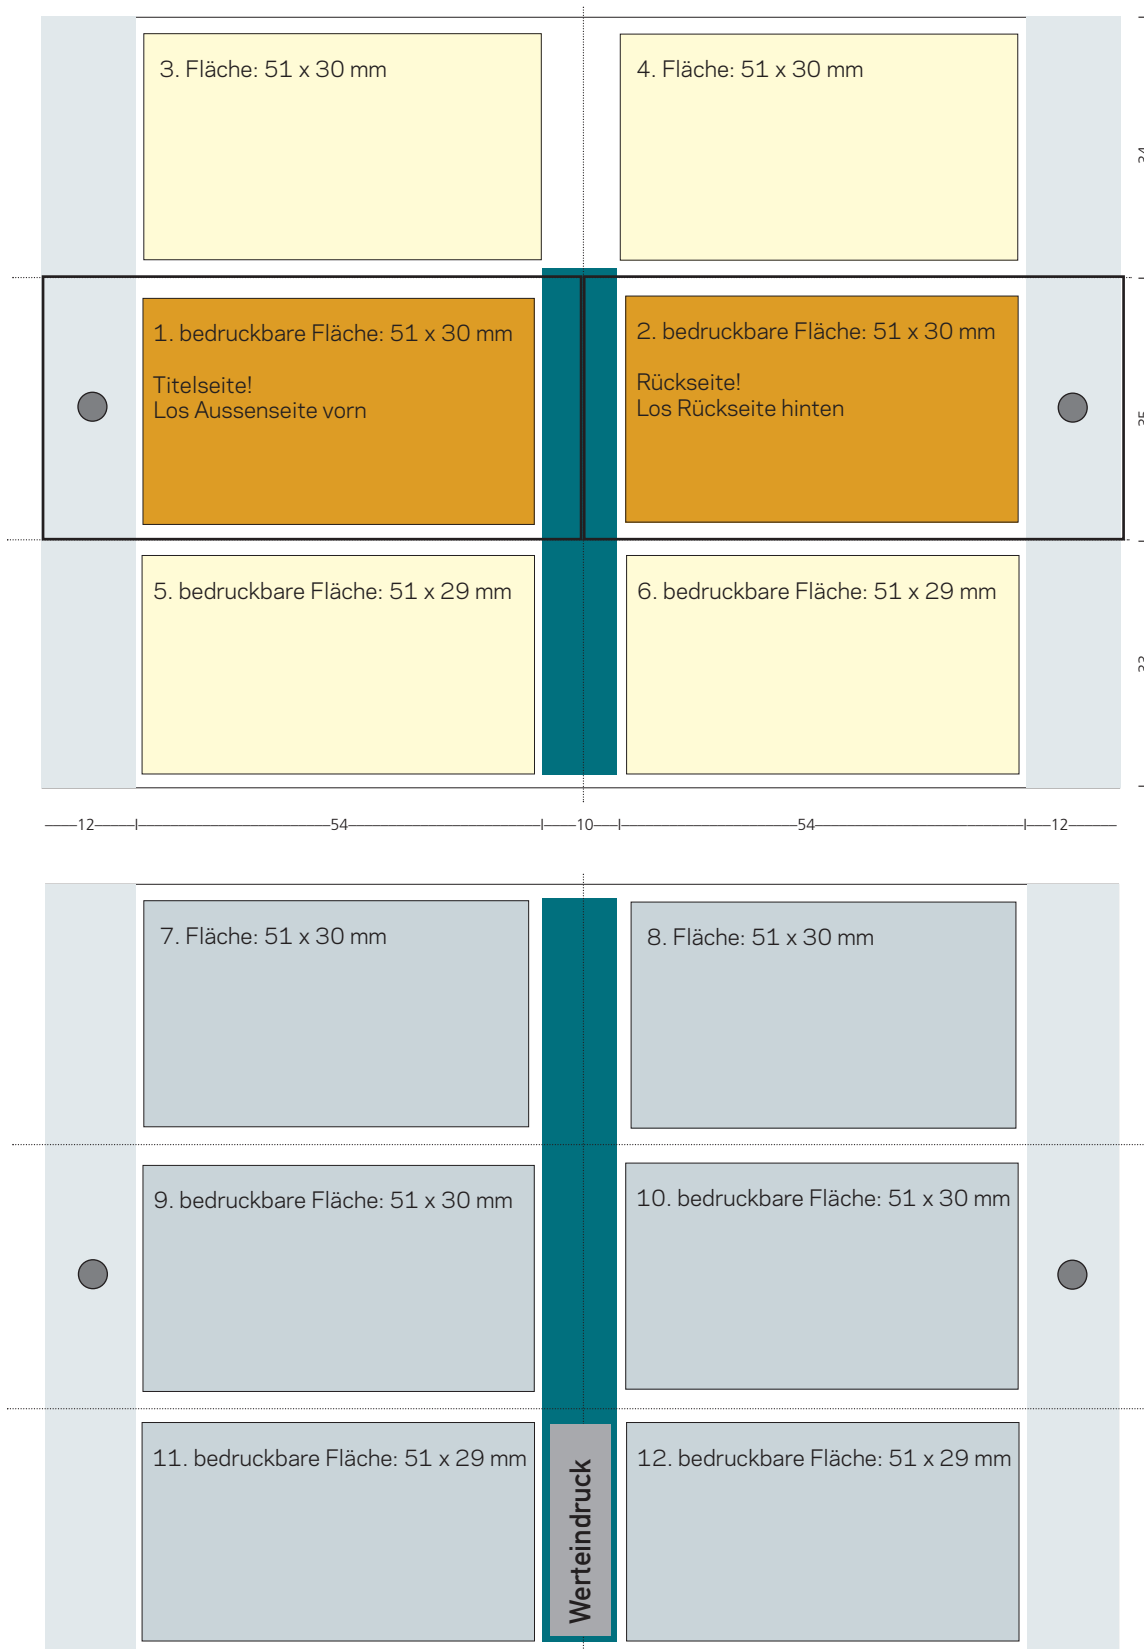 3. Fläche: 51 x 30 mm
4. Fläche: 51 x 30 mm
1. bedruckbare Fläche: 51 x 30 mm
Titelseite!
Los Aussenseite vorn
2. bedruckbare Fläche: 51 x 30 mm
Rückseite!
Los Rückseite hinten
5. bedruckbare Fläche: 51 x 29 mm
6. bedruckbare Fläche: 51 x 29 mm
12
54
10
54
12
7. Fläche: 51 x 30 mm
8. Fläche: 51 x 30 mm
9. bedruckbare Fläche: 51 x 30 mm
10. bedruckbare Fläche: 51 x 30 mm
11. bedruckbare Fläche: 51 x 29 mm
12. bedruckbare Fläche: 51 x 29 mm
Werteindruck